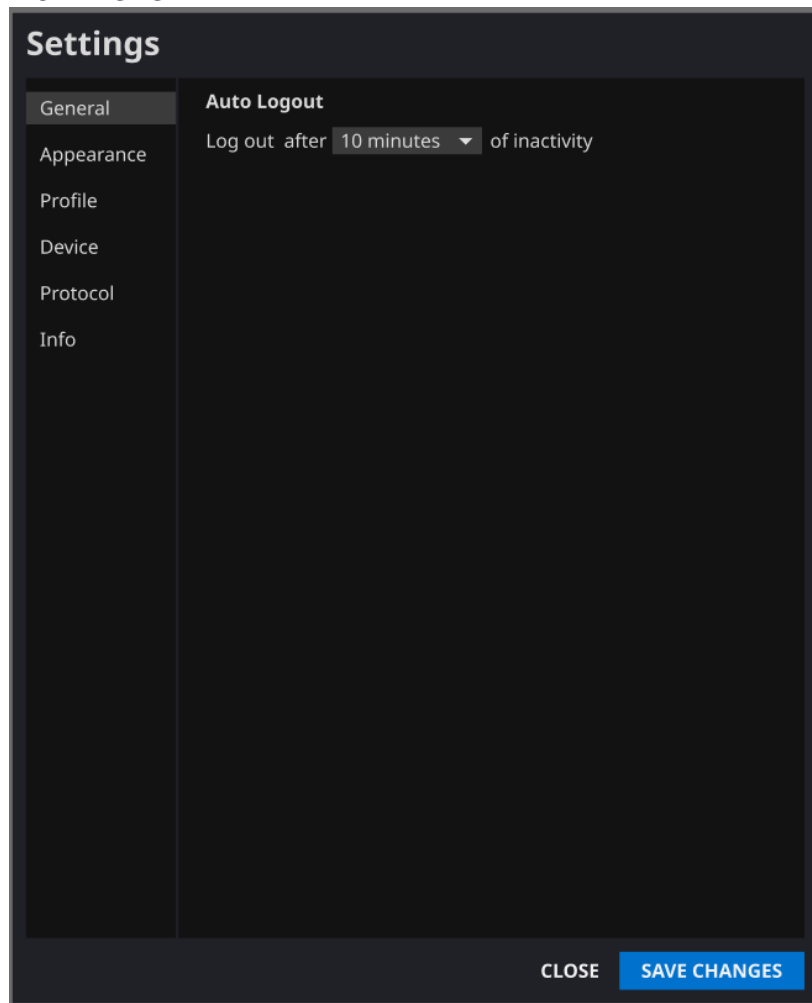 Settings
General
Appearance
Profile
Device
Protocol
Info
Auto Logout
Log out after 10 minutes of inactivity
CLOSE
SAVE CHANGES